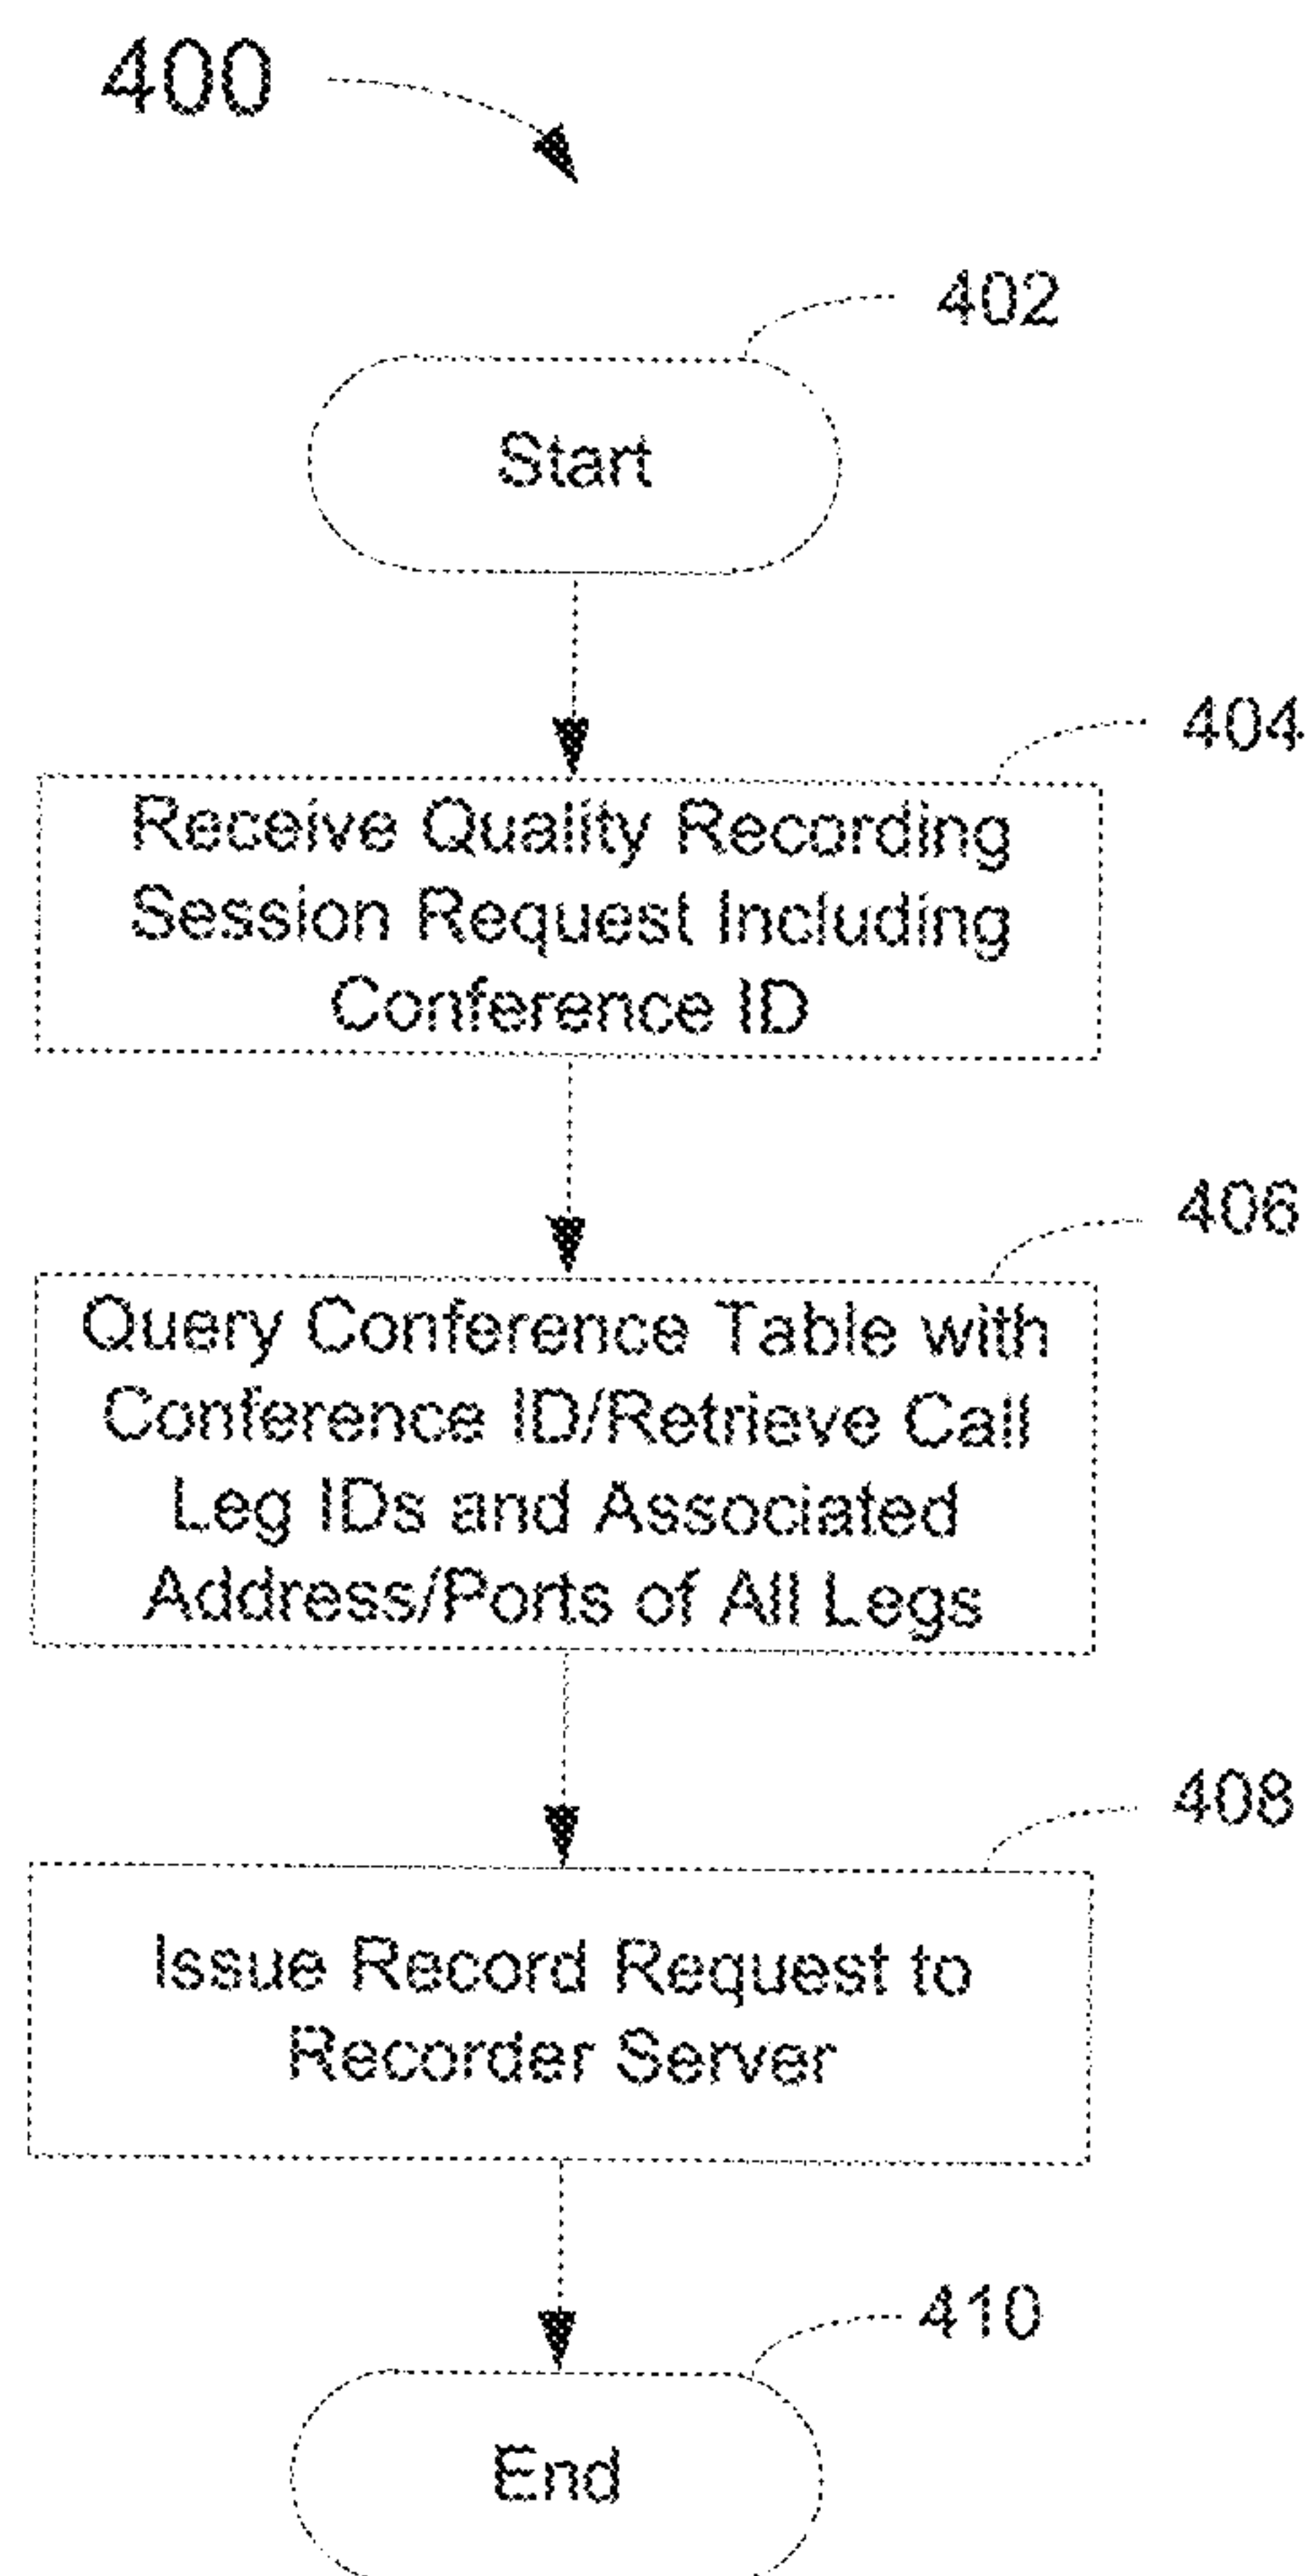 400
402
Start
404
Receive Quality Recording
Session Request Including
Conference ID
406
Query Conference Table with
Conference ID/Retrieve Call
Leg IDs and Associated
Address/Ports of All Legs
408
Issue Record Request to
Recorder Server
410
End